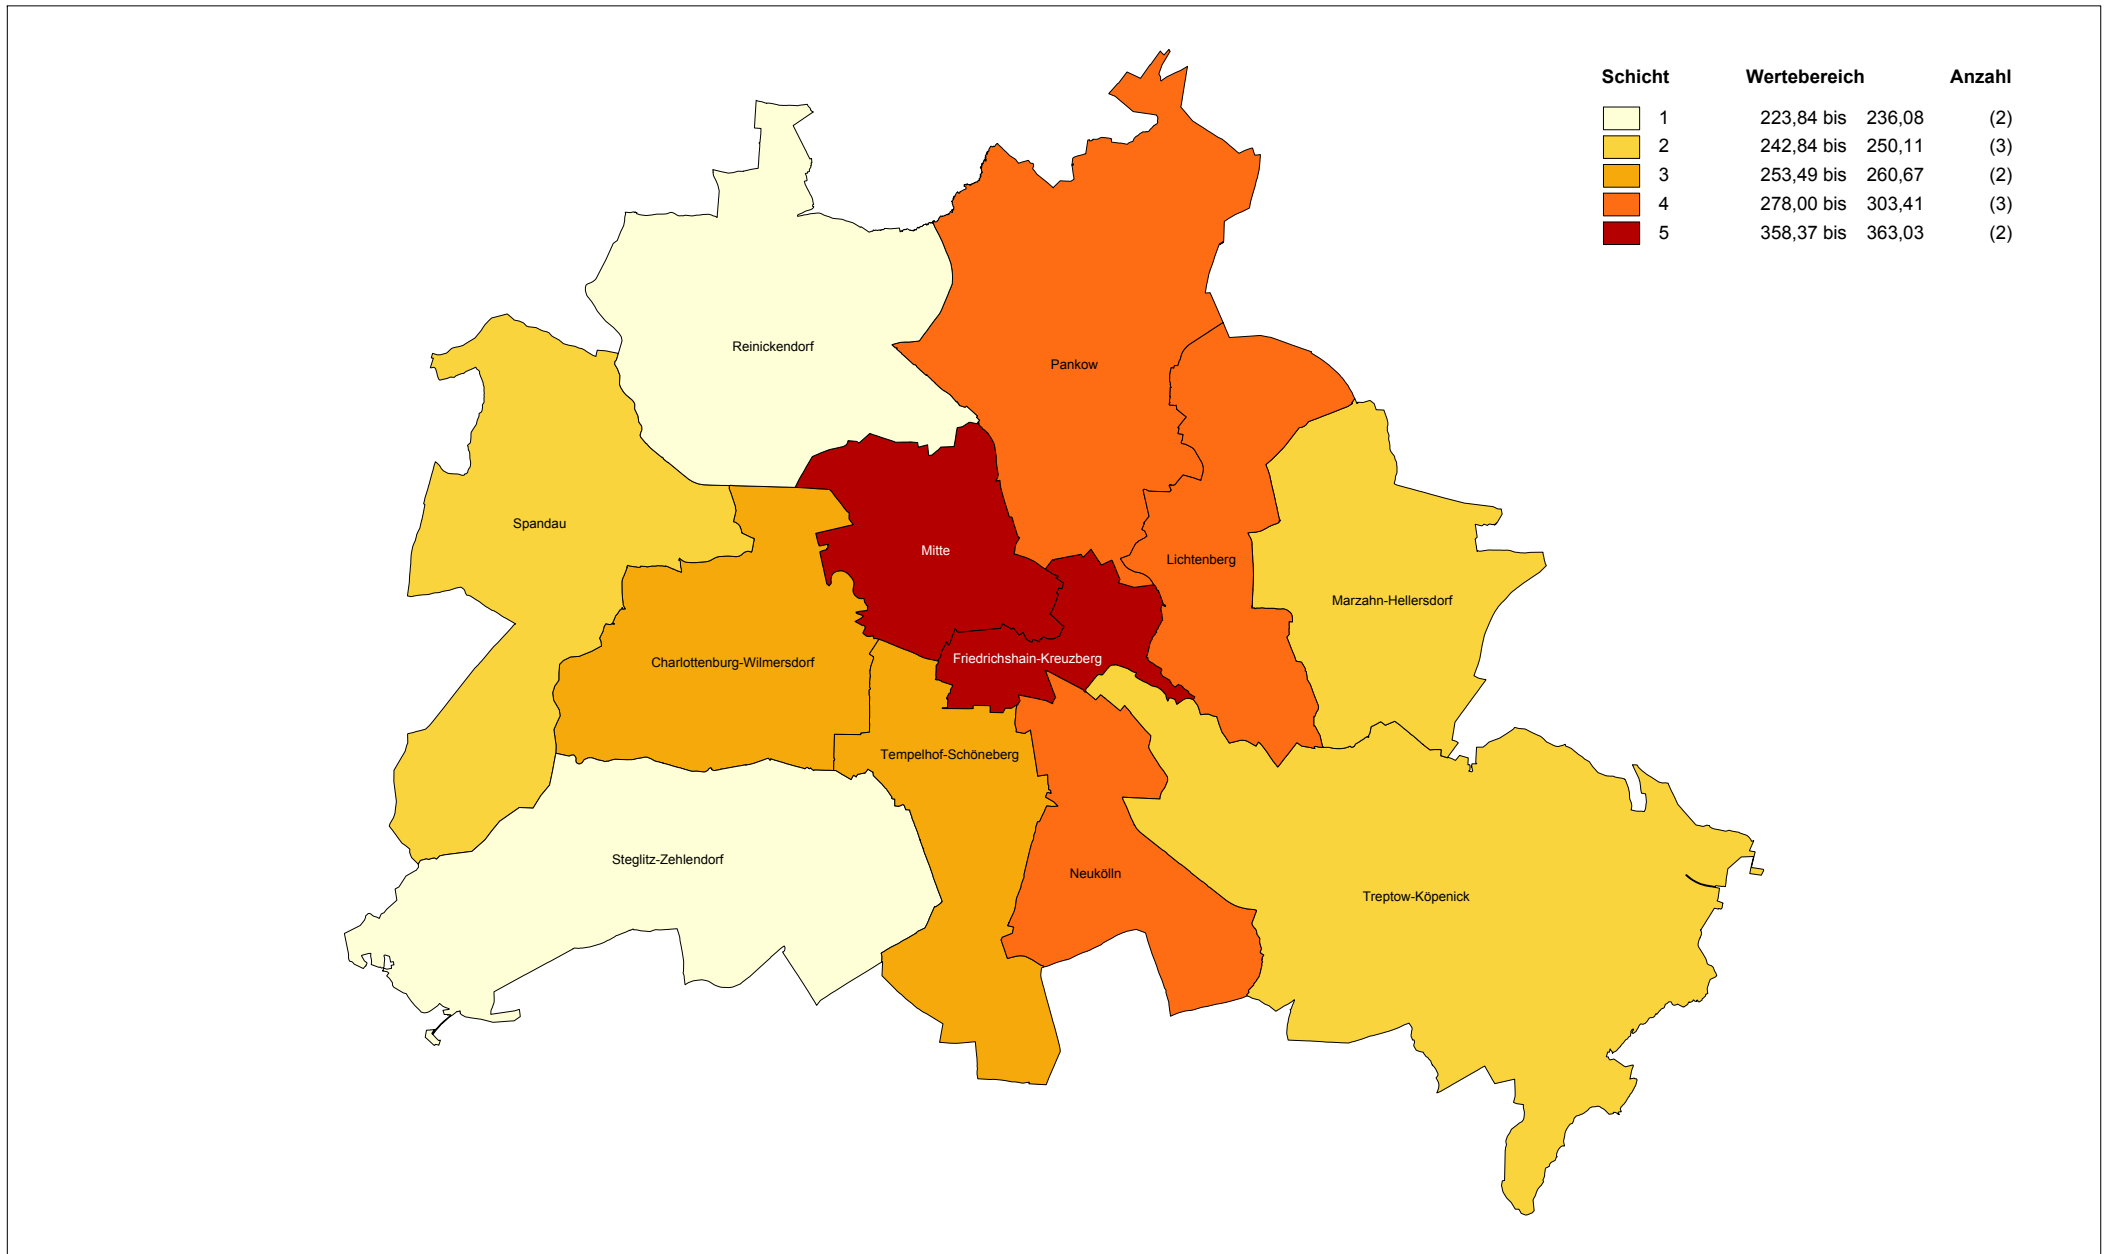 Schicht Wertebereich Anzahl
1 223,84 bis 236,08 (2)
2 242,84 bis 250,11 (3)
3 253,49 bis 260,67 (2)
4 278,00 bis 303,41 (3)
5 358,37 bis 363,03 (2)
Reinickendorf
Pankow
Spandau
Mitte
Lichtenberg
Marzahn-Hellersdorf
Charlottenburg-Wilmersdorf
Friedrichshain-Kreuzberg
Tempelhof-Schöneberg
Steglitz-Zehlendorf
Neukölln
Treptow-Köpenick